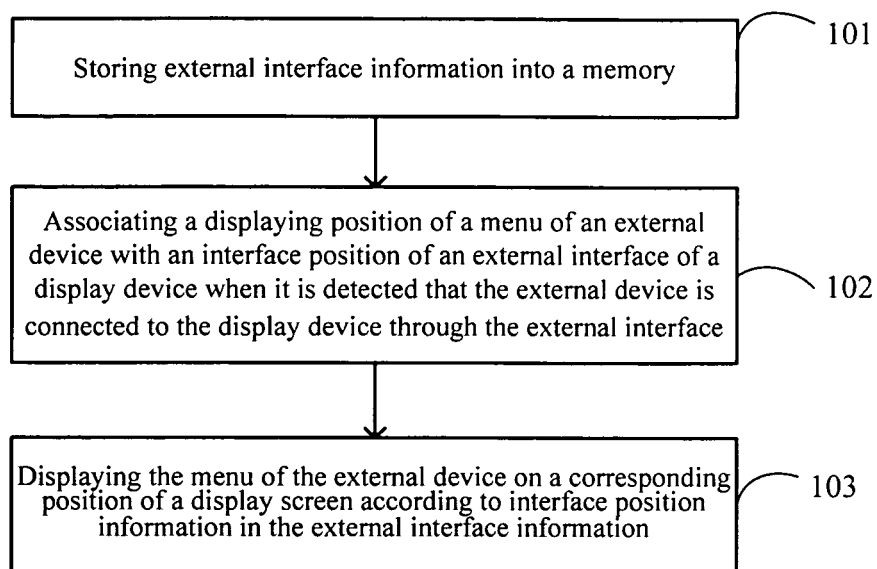 101
Storing external interface information into a memory
Associating a displaying position of a menu of an external
device with an interface position of an external interface of a
display device when it is detected that the external device is
connected to the display device through the external interface
102
Displaying the menu of the external device on a corresponding
position of a display screen according to interface position
information in the external interface information
103